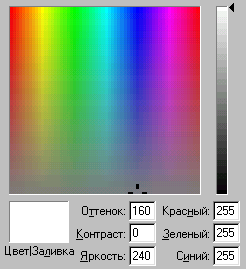 Оттенок: 160 Красный: 255
Контраст: 0 Зеленый: 255
Цвет|Заливка Яркость: 240 Синий: 255